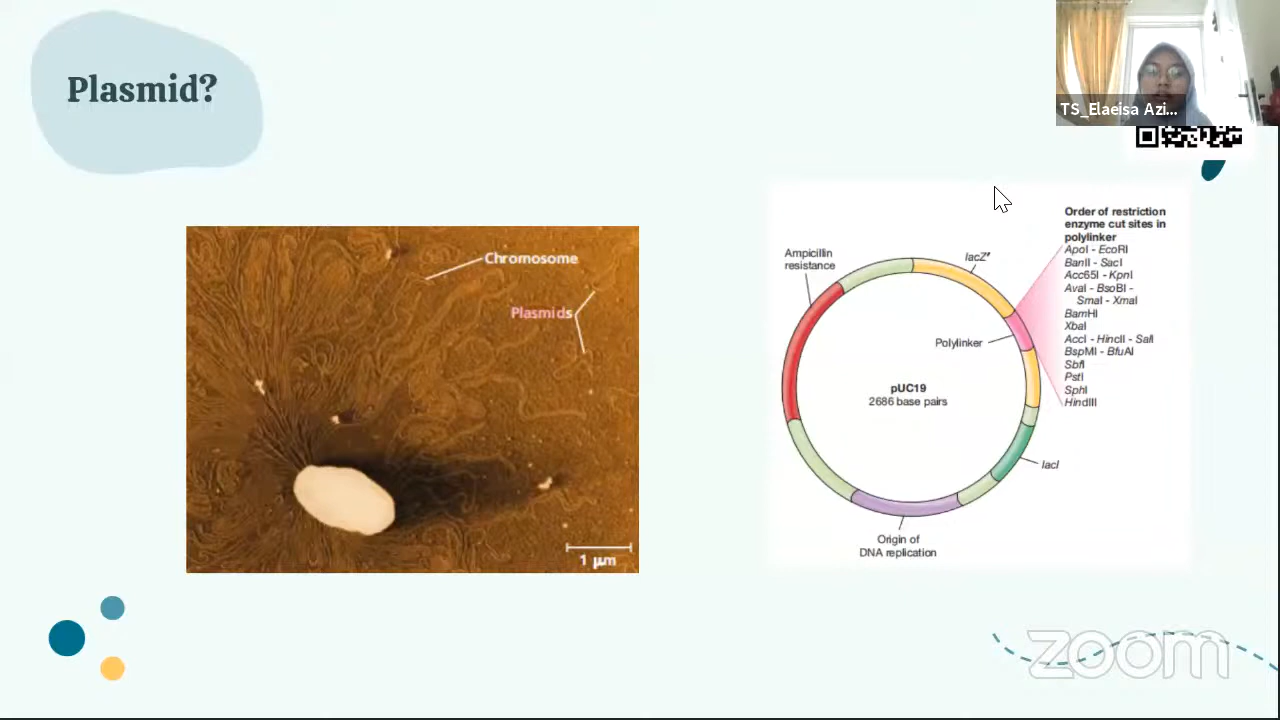 Plasmid?
TS_Elaeisa Azi...
Chromosome
Plasmids
1 μm
Order of restriction
enzyme cut sites in
polylinker
ApoI - EcoRI
BanII - SacI
Acc65I - KpnI
AvaI - BsoBI -
SmaI - XmaI
BamHI
XbaI
AccI - HincII - SalI
BspMI - BfuAI
SbfI
PstI
SphI
HindIII
Ampicillin
resistance
lacZ'
Polylinker
pUC19
2686 base pairs
lacI
Origin of
DNA replication
zoom